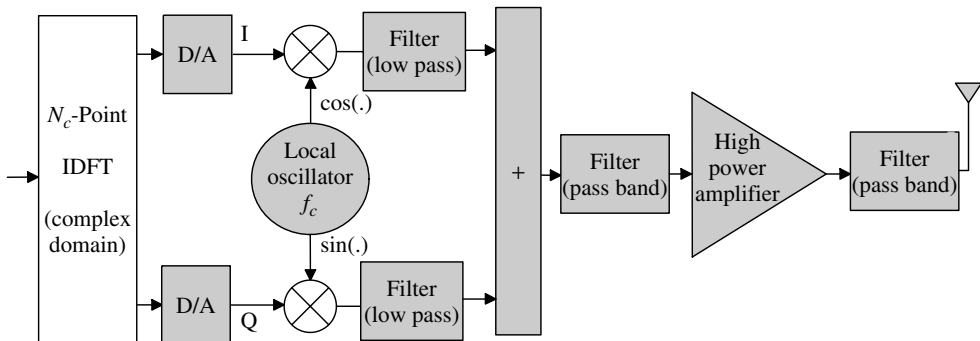 N_c-Point
IDFT
(complex
domain)
D/A
I
Filter
(low pass)
cos(.)
Local
oscillator
f_c
sin(.)
D/A
Q
Filter
(low pass)
+
Filter
(pass band)
High
power
amplifier
Filter
(pass band)